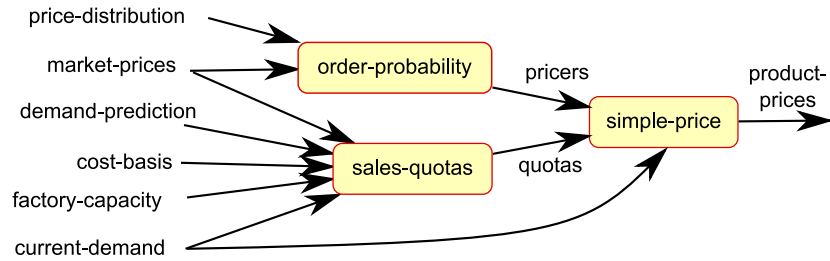 price-distribution
market-prices
demand-prediction
cost-basis
factory-capacity
current-demand
order-probability
sales-quotas
pricers
quotas
simple-price
product-
prices